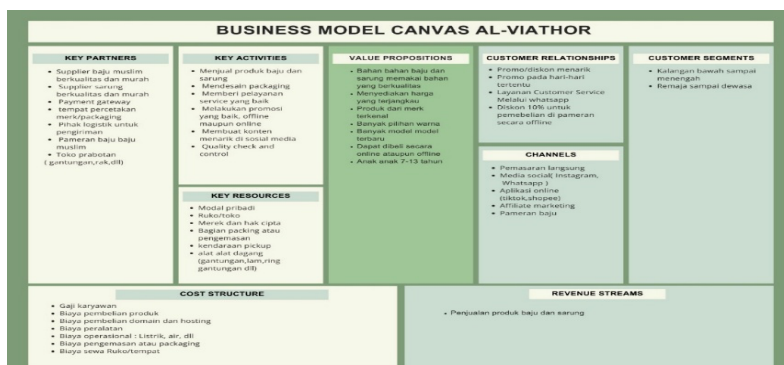 BUSINESS MODEL CANVAS AL-VIATHOR
KEY PARTNERS
• Supplier baju muslim
berkualitas dan murah
• Supplier sarung
berkualitas dan murah
• Payment gateway
• tempat percetakan
merk/packaging
• Pihak logistik untuk
pengiriman
• Pameran baju baju
muslim
• Toko prabotan
( gantungan,rak,dll)
KEY ACTIVITIES
• Menjual produk baju dan
sarung
• Mendesain packaging
• Memberi pelayanan
service yang baik
• Melakukan promosi
yang baik, offline
maupun online
• Membuat konten
menarik di sosial media
• Quality check and
control
KEY RESOURCES
• Modal pribadi
• Ruko/toko
• Merek dan hak cipta
• Bagian packing atau
pengemasan
• kendaraan pickup
• alat alat dagang
(gantungan,lam,ring
gantungan dll)
VALUE PROPOSITIONS
• Bahan bahan baju dan
sarung memakai bahan
yang berkualitas
• Menyediakan harga
yang terjangkau
• Produk dan merk
terkenal
• Banyak pilihan warna
• Banyak model model
terbaru
• Dapat dibeli secara
online ataupun offline
• Anak anak 7-13 tahun
CUSTOMER RELATIONSHIPS
• Promo/diskon menarik
• Promo pada hari-hari
tertentu
• Layanan Customer Service
Melalui whatsapp
• Diskon 10% untuk
pembelian di pameran
secara offline
CHANNELS
• Pemasaran langsung
• Media social( Instagram,
Whatsapp )
• Aplikasi online
(tiktok,shopee)
• Affiliate marketing
• Pameran baju
CUSTOMER SEGMENTS
• Kalangan bawah sampai
menengah
• Remaja sampai dewasa
COST STRUCTURE
• Gaji karyawan
• Biaya pembelian produk
• Biaya pembelian domain dan hosting
• Biaya peralatan
• Biaya operasional : Listrik, air, dll
• Biaya pengemasan atau packaging
• Biaya sewa Ruko/tempat
REVENUE STREAMS
• Penjualan produk baju dan sarung